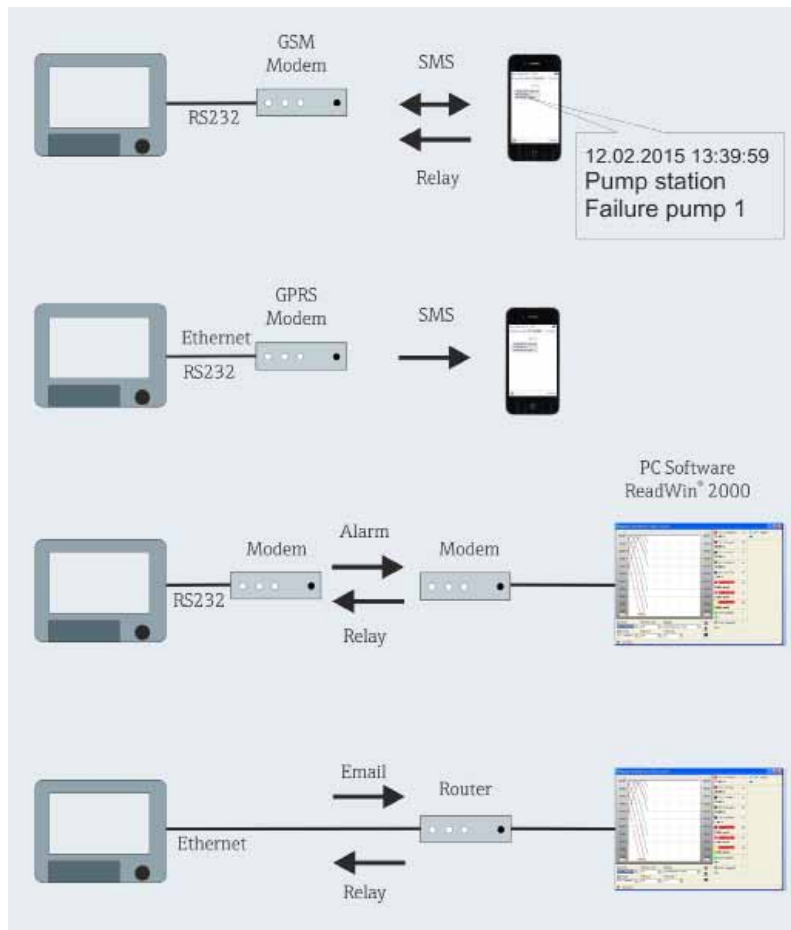 GSM
Modem
SMS
RS232
Relay
12.02.2015 13:39:59
Pump station
Failure pump 1
GPRS
Modem
SMS
Ethernet
RS232
PC Software
ReadWin® 2000
Alarm
Modem
Modem
RS232
Relay
Email
Router
Ethernet
Relay